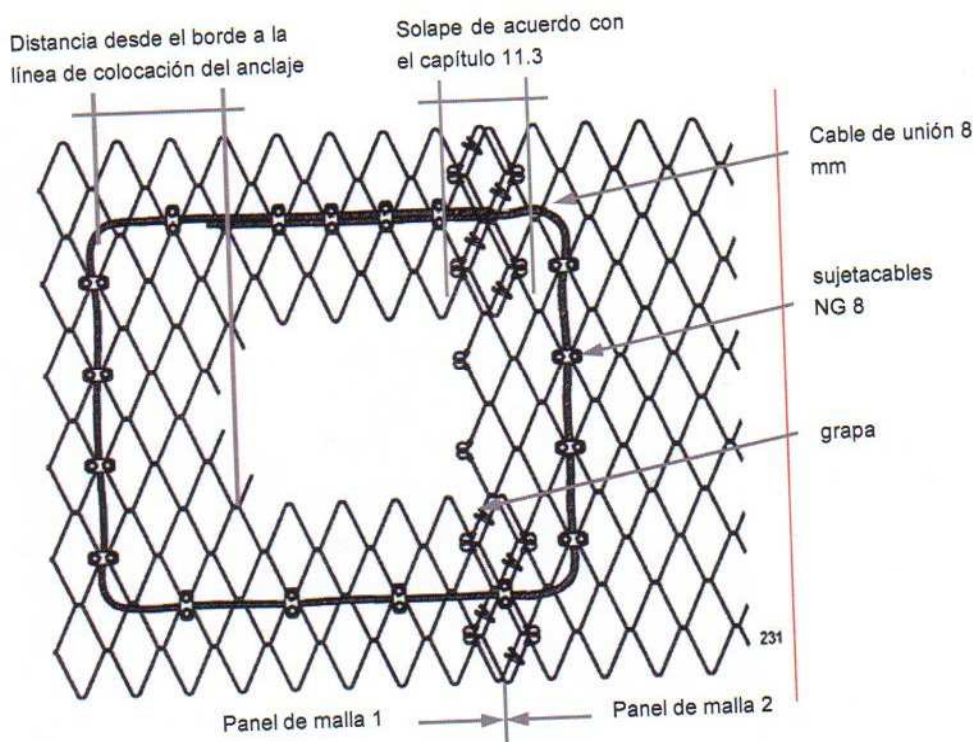 Distancia desde el borde a la
línea de colocación del anclaje
Solape de acuerdo con
el capítulo 11.3
Cable de unión 8
mm
sujetacables
NG 8
grapa
231
Panel de malla 1
Panel de malla 2